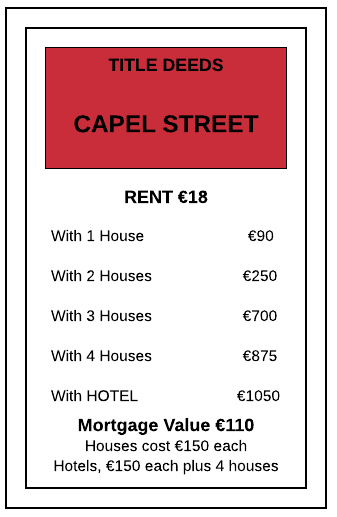 TITLE DEEDS
CAPEL STREET
RENT €18
With 1 House €90
With 2 Houses €250
With 3 Houses €700
With 4 Houses €875
With HOTEL €1050
Mortgage Value €110
Houses cost €150 each
Hotels, €150 each plus 4 houses